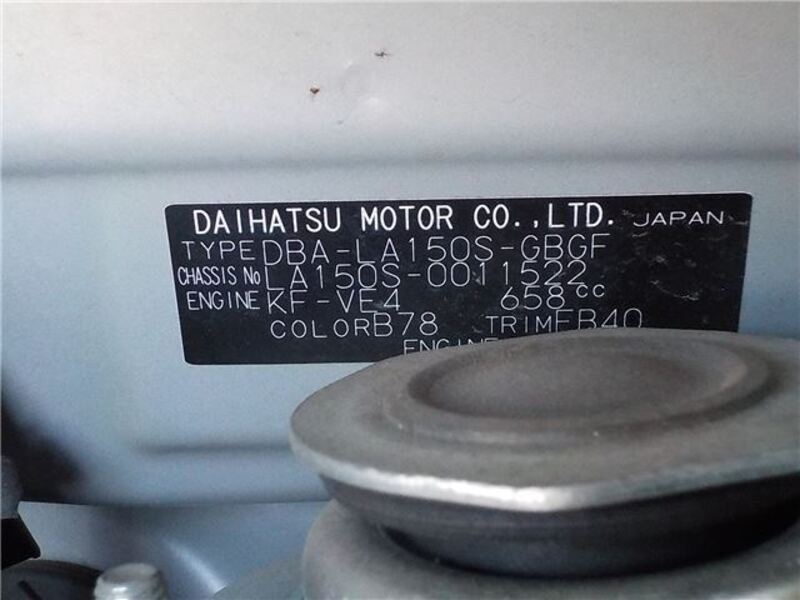 DAIHATSU MOTOR CO.,LTD. JAPAN
TYPE DBA-LA150S-GBGF
CHASSIS No LA150S-0011522
ENGINE KF-VE4 658cc
COLOR B78 TRIM FB40
ENGINE